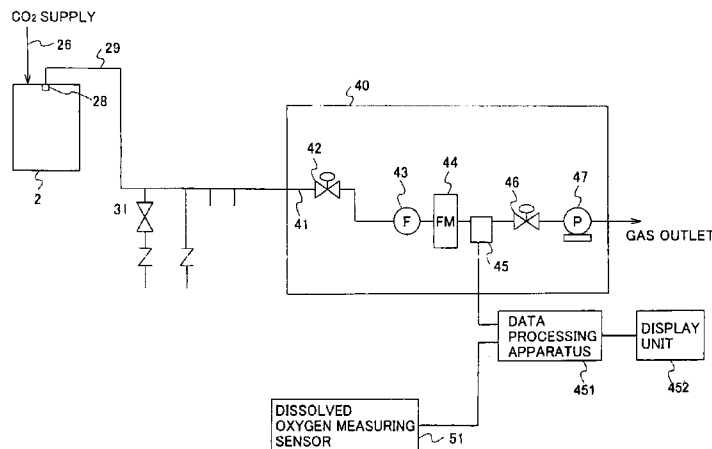 CO2 SUPPLY
26
29
28
2
31
40
42
41
43
F
44
FM
45
46
47
P
GAS OUTLET
DATA
PROCESSING
APPARATUS
451
DISPLAY
UNIT
452
DISSOLVED
OXYGEN MEASURING
SENSOR
51